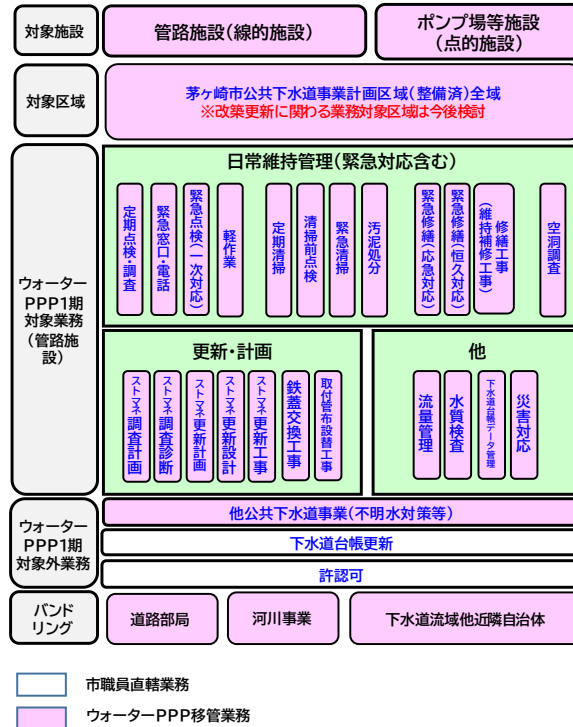 対象施設
管路施設(線的施設)
ポンプ場等施設
(点的施設)
対象区域
茅ヶ崎市公共下水道事業計画区域(整備済)全域
※改築更新に関わる業務対象区域は今後検討
ウォーター
PPP1期
対象業務
(管路施
設)
日常維持管理(緊急対応含む)
定期点検・調査
緊急窓口・電話
緊急点検(一次対応)
軽作業
定期清掃
清掃前点検
緊急清掃
汚泥処分
緊急修繕(応急対応)
緊急修繕(恒久対応)
修繕工事
(維持補修工事)
空洞調査
更新・計画
ストマネ調査計画
ストマネ調査診断
ストマネ更新計画
ストマネ更新設計
ストマネ更新工事
鉄蓋交換工事
取付管布設替工事
他
流量管理
水質検査
下水道台帳データ管理
災害対応
ウォーター
PPP1期
対象外業務
他公共下水道事業(不明水対策等)
下水道台帳更新
許認可
バンド
リング
道路部局
河川事業
下水道流域他近隣自治体
市職員直轄業務
ウォーターPPP移管業務